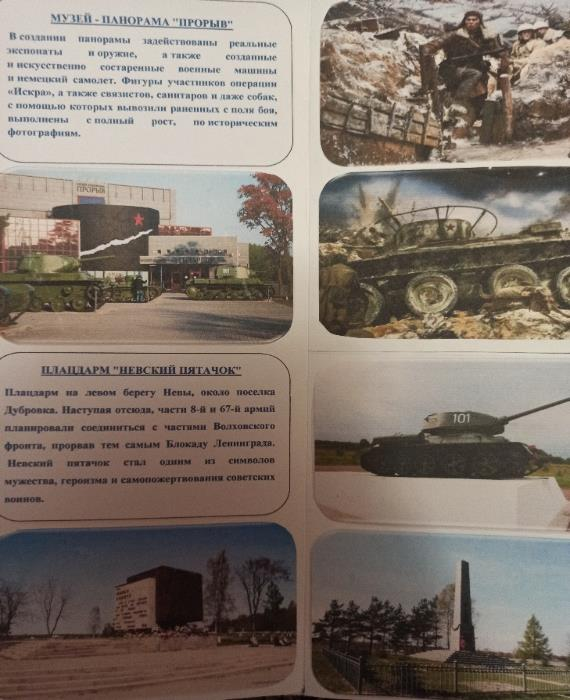 МУЗЕЙ - ПАНОРАМА "ПРОРЫВ"
В создании панорамы задействованы реальные
экспонаты и оружие, а также созданные
и искусственно состаренные военные машины
и немецкий самолет. Фигуры участников операции
«Искра», а также связистов, санитаров и даже собак,
с помощью которых вывозили раненных с поля боя,
выполнены с полный рост, по историческим
фотографиям.
ПРОРЫВ
ПЛАЦДАРМ "НЕВСКИЙ ПЯТАЧОК"
Плацдарм на левом берегу Невы, около поселка
Дубровка. Наступая отсюда, части 8-й и 67-й армий
планировали соединиться с частями Волховского
фронта, прорвав тем самым Блокаду Ленинграда.
Невский пятачок стал одним из символов
мужества, героизма и самопожертвования советских
воинов.
101